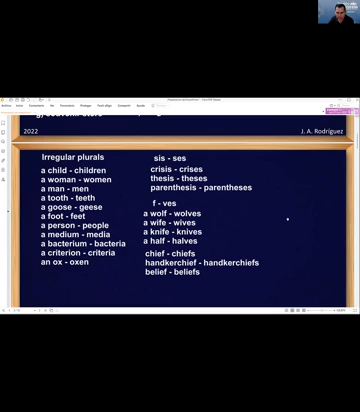 2022
J. A. Rodríguez
Irregular plurals
a child - children
a woman - women
a man - men
a tooth - teeth
a goose - geese
a foot - feet
a person - people
a medium - media
a bacterium - bacteria
a criterion - criteria
an ox - oxen
sis - ses
crisis - crises
thesis - theses
parenthesis - parentheses
f - ves
a wolf - wolves
a wife - wives
a knife - knives
a half - halves
chief - chiefs
handkerchief - handkerchiefs
belief - beliefs